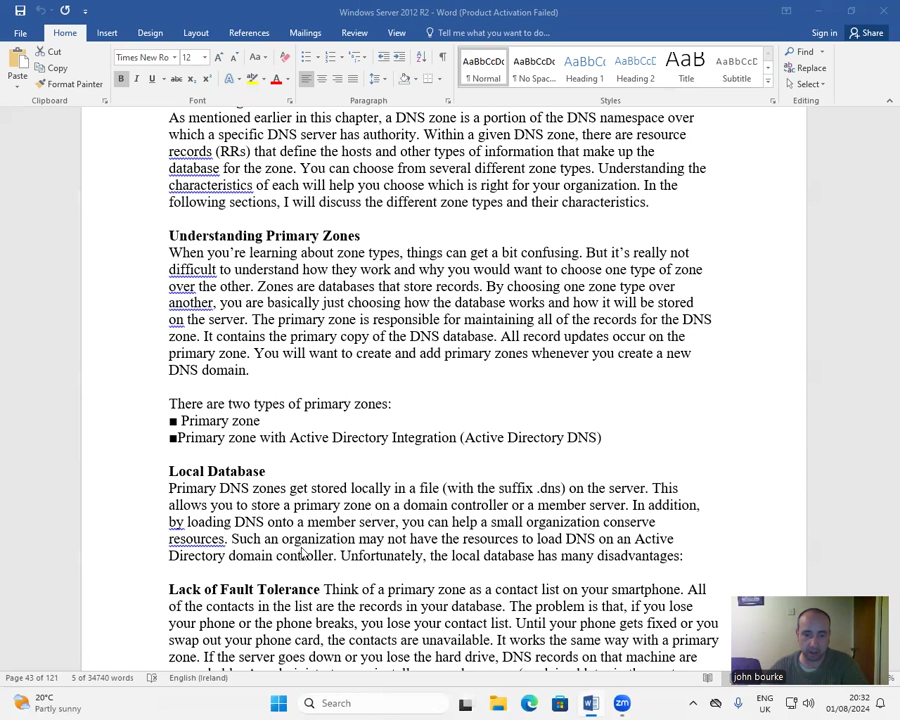 Windows Server 2012 R2 - Word (Product Activation Failed)
File Home Insert Design Layout References Mailings Review View Tell me what you want to do... Sign in Share
Paste Cut Copy Format Painter
Times New Ro 12
B I U abc
AaBbCcDc AaBbCcDc AaBbCc AaBbCcD AaB AaBbCcD
¶ Normal ¶ No Spac... Heading 1 Heading 2 Title Subtitle
Find Replace Select
Clipboard Font Paragraph Styles Editing
As mentioned earlier in this chapter, a DNS zone is a portion of the DNS namespace over
which a specific DNS server has authority. Within a given DNS zone, there are resource
records (RRs) that define the hosts and other types of information that make up the
database for the zone. You can choose from several different zone types. Understanding the
characteristics of each will help you choose which is right for your organization. In the
following sections, I will discuss the different zone types and their characteristics.
Understanding Primary Zones
When you’re learning about zone types, things can get a bit confusing. But it’s really not
difficult to understand how they work and why you would want to choose one type of zone
over the other. Zones are databases that store records. By choosing one zone type over
another, you are basically just choosing how the database works and how it will be stored
on the server. The primary zone is responsible for maintaining all of the records for the DNS
zone. It contains the primary copy of the DNS database. All record updates occur on the
primary zone. You will want to create and add primary zones whenever you create a new
DNS domain.
There are two types of primary zones:
■ Primary zone
■Primary zone with Active Directory Integration (Active Directory DNS)
Local Database
Primary DNS zones get stored locally in a file (with the suffix .dns) on the server. This
allows you to store a primary zone on a domain controller or a member server. In addition,
by loading DNS onto a member server, you can help a small organization conserve
resources. Such an organization may not have the resources to load DNS on an Active
Directory domain controller. Unfortunately, the local database has many disadvantages:
Lack of Fault Tolerance Think of a primary zone as a contact list on your smartphone. All
of the contacts in the list are the records in your database. The problem is that, if you lose
your phone or the phone breaks, you lose your contact list. Until your phone gets fixed or you
swap out your phone card, the contacts are unavailable. It works the same way with a primary
zone. If the server goes down or you lose the hard drive, DNS records on that machine are
john bourke
Page 43 of 121 5 of 34740 words English (Ireland)
20°C
Partly sunny
Search
ENG
UK
20:32
01/08/2024